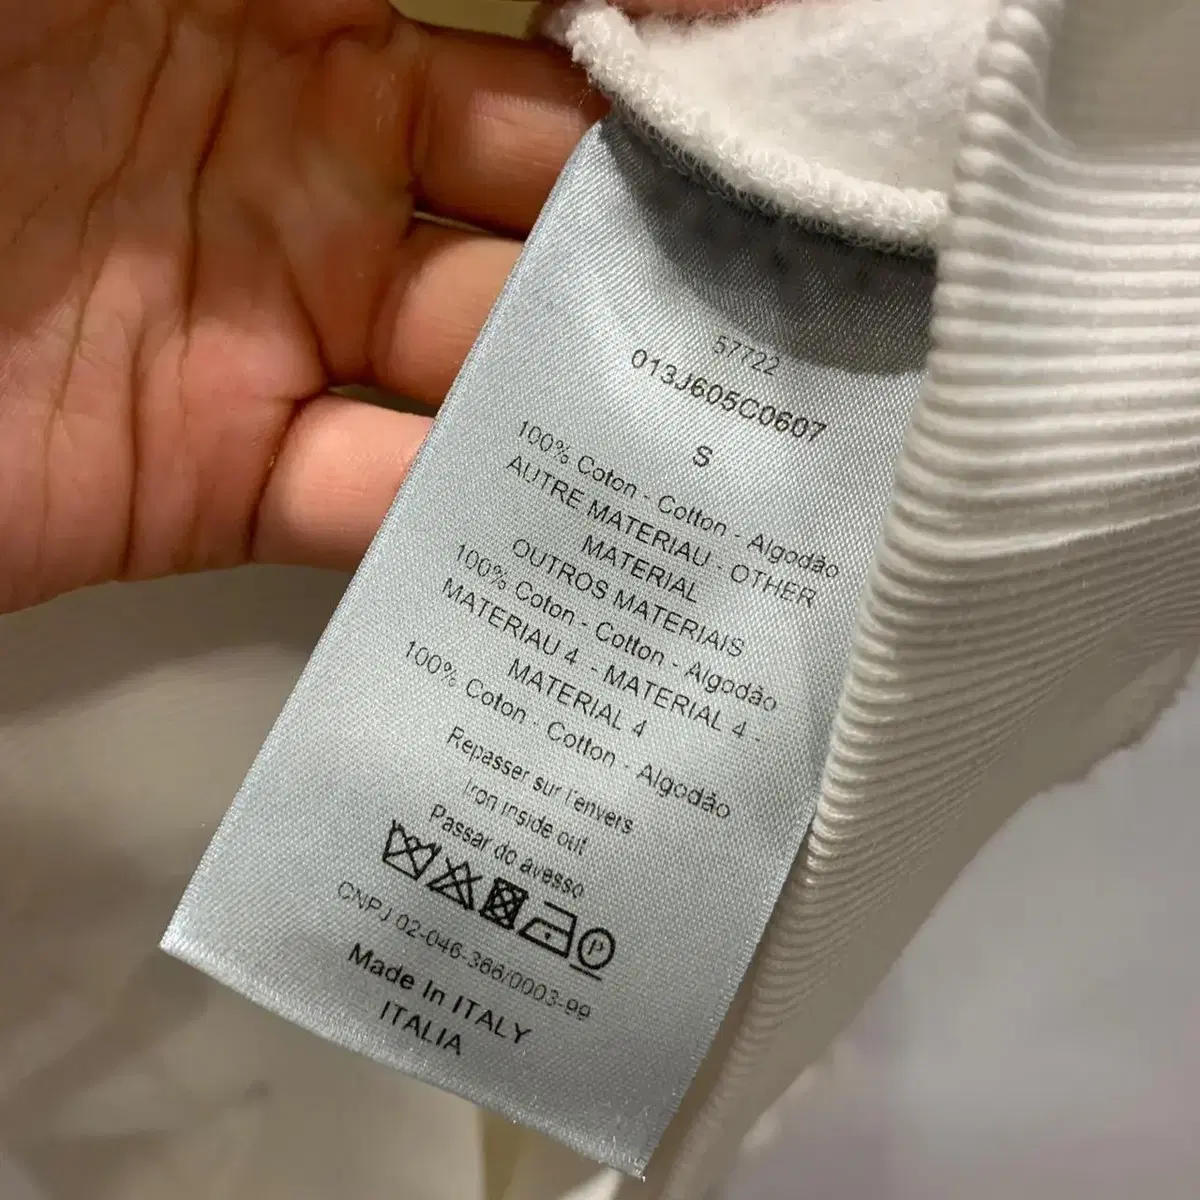 57722
013J605C0607
S
100% Coton - Cotton - Algodão
AUTRE MATERIAU - OTHER
MATERIAL
OUTROS MATERIAIS
100% Coton - Cotton - Algodão
MATERIAU 4 - MATERIAL 4 -
MATERIAL 4
100% Coton - Cotton - Algodão
Repasser sur l'envers
Iron inside out
Passar do avesso
P
CNPJ 02-046-366/0003-99
Made In ITALY
ITALIA